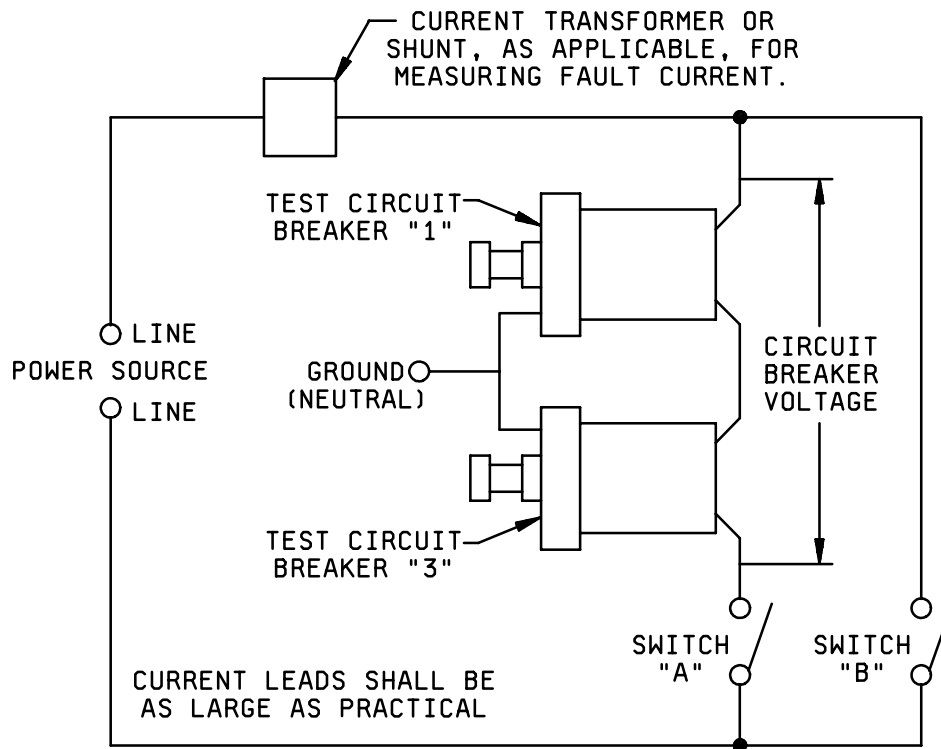 CURRENT TRANSFORMER OR
SHUNT, AS APPLICABLE, FOR
MEASURING FAULT CURRENT.
TEST CIRCUIT
BREAKER "1"
LINE
POWER SOURCE
LINE
GROUND
(NEUTRAL)
CIRCUIT
BREAKER
VOLTAGE
TEST CIRCUIT
BREAKER "3"
SWITCH
"A"
SWITCH
"B"
CURRENT LEADS SHALL BE
AS LARGE AS PRACTICAL